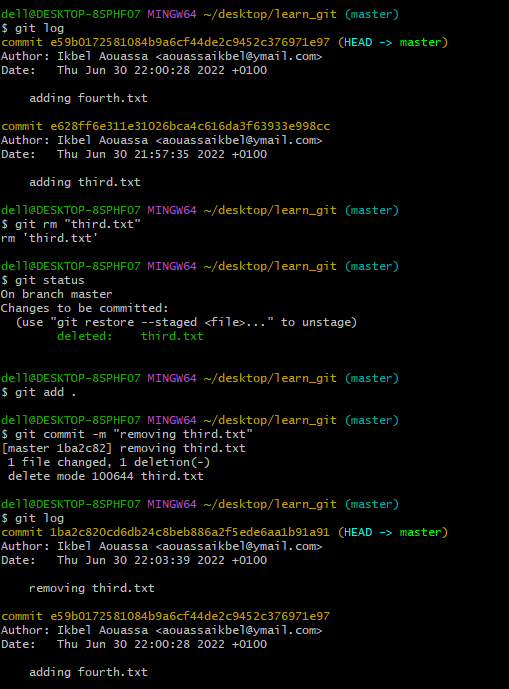 dell@DESKTOP-8SPHFO7 MINGW64 ~/desktop/learn_git (master)
$ git log
commit e59b0172581084b9a6cf44de2c9452c376971e97 (HEAD -> master)
Author: Ikbel Aouassa <aouassaikbel@ymail.com>
Date:   Thu Jun 30 22:00:28 2022 +0100
    adding fourth.txt
commit e628ff6e311e31026bca4c616da3f63933e998cc
Author: Ikbel Aouassa <aouassaikbel@ymail.com>
Date:   Thu Jun 30 21:57:35 2022 +0100
    adding third.txt
dell@DESKTOP-8SPHFO7 MINGW64 ~/desktop/learn_git (master)
$ git rm "third.txt"
rm 'third.txt'
dell@DESKTOP-8SPHFO7 MINGW64 ~/desktop/learn_git (master)
$ git status
On branch master
Changes to be committed:
  (use "git restore --staged <file>..." to unstage)
        deleted:    third.txt
dell@DESKTOP-8SPHFO7 MINGW64 ~/desktop/learn_git (master)
$ git add .
dell@DESKTOP-8SPHFO7 MINGW64 ~/desktop/learn_git (master)
$ git commit -m "removing third.txt"
[master 1ba2c82] removing third.txt
 1 file changed, 1 deletion(-)
 delete mode 100644 third.txt
dell@DESKTOP-8SPHFO7 MINGW64 ~/desktop/learn_git (master)
$ git log
commit 1ba2c820cd6db24c8beb886a2f5ede6aa1b91a91 (HEAD -> master)
Author: Ikbel Aouassa <aouassaikbel@ymail.com>
Date:   Thu Jun 30 22:03:39 2022 +0100
    removing third.txt
commit e59b0172581084b9a6cf44de2c9452c376971e97
Author: Ikbel Aouassa <aouassaikbel@ymail.com>
Date:   Thu Jun 30 22:00:28 2022 +0100
    adding fourth.txt